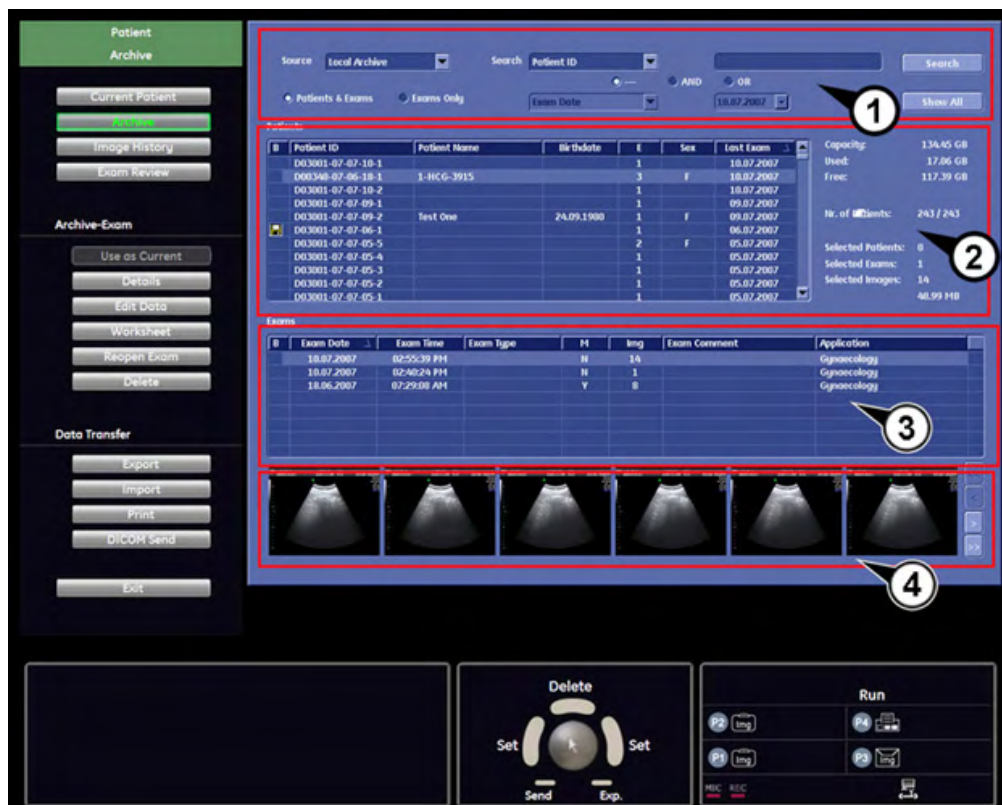 Patient
Archive
Current Patient
Archive
Image History
Exam Review
Archive-Exam
Use as Current
Details
Edit Data
Worksheet
Reopen Exam
Delete
Data Transfer
Export
Import
Print
DICOM Send
Exit
Source Local Archive Search Patient ID Search
--- AND OR
Patients & Exams Exams Only Exam Date 10.07.2007 Show All
1
Patients
B Patient ID Patient Name Birthdate E Sex Last Exam
D03001-07-07-10-1 1 10.07.2007
D00340-07-06-18-1 1-HCG-3915 3 F 10.07.2007
D03001-07-07-10-2 1 10.07.2007
D03001-07-07-09-1 1 09.07.2007
D03001-07-07-09-2 Test One 24.09.1980 1 F 09.07.2007
D03001-07-07-06-1 1 06.07.2007
D03001-07-07-05-5 2 F 05.07.2007
D03001-07-07-05-4 1 05.07.2007
D03001-07-07-05-3 1 05.07.2007
D03001-07-07-05-2 1 05.07.2007
D03001-07-07-05-1 1 05.07.2007
Capacity: 134.45 GB
Used: 17.06 GB
Free: 117.39 GB
Nr. of 243 / 243
Selected Patients: 0
Selected Exams: 1
Selected Images: 14
40.99 MB
2
Exams
B Exam Date Exam Time Exam Type M Img Exam Comment Application
10.07.2007 02:55:39 PM N 14 Gynaecology
10.07.2007 02:40:24 PM N 1 Gynaecology
18.06.2007 07:29:08 AM Y 8 Gynaecology
3
<
>
>>
4
Delete
Set Set
Send Exp.
Run
P2 Img P4
P1 Img P3 Img
MIC REC